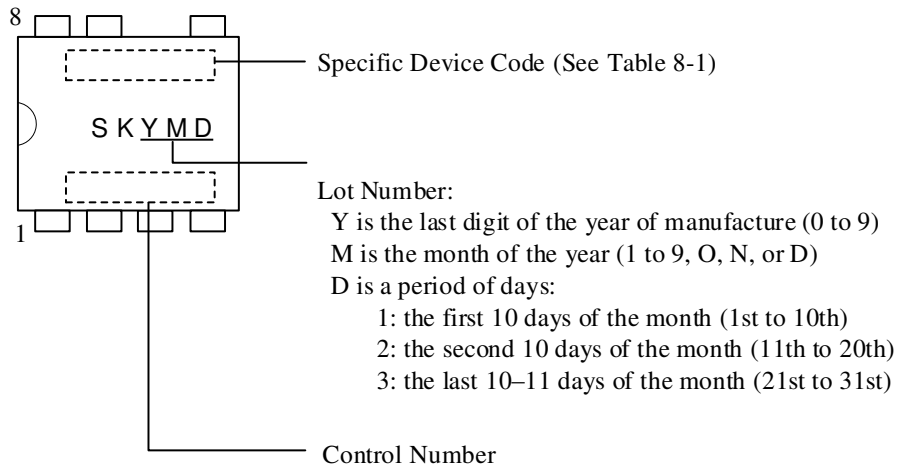 8
Specific Device Code (See Table 8-1)
S K Y M D
Lot Number:
1
Y is the last digit of the year of manufacture (0 to 9)
M is the month of the year (1 to 9, O, N, or D)
D is a period of days:
1: the first 10 days of the month (1st to 10th)
2: the second 10 days of the month (11th to 20th)
3: the last 10–11 days of the month (21st to 31st)
Control Number